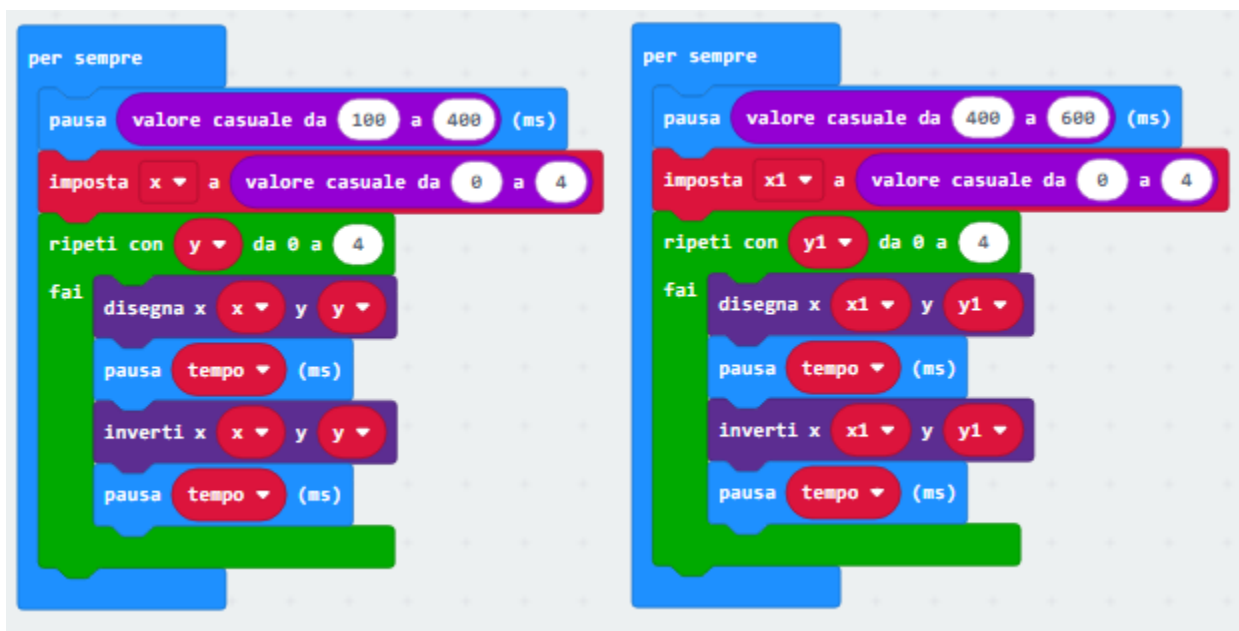 per sempre
pausa valore casuale da 100 a 400 (ms)
imposta x a valore casuale da 0 a 4
ripeti con y da 0 a 4
fai
disegna x x y y
pausa tempo (ms)
inverti x x y y
pausa tempo (ms)
per sempre
pausa valore casuale da 400 a 600 (ms)
imposta x1 a valore casuale da 0 a 4
ripeti con y1 da 0 a 4
fai
disegna x x1 y y1
pausa tempo (ms)
inverti x x1 y y1
pausa tempo (ms)